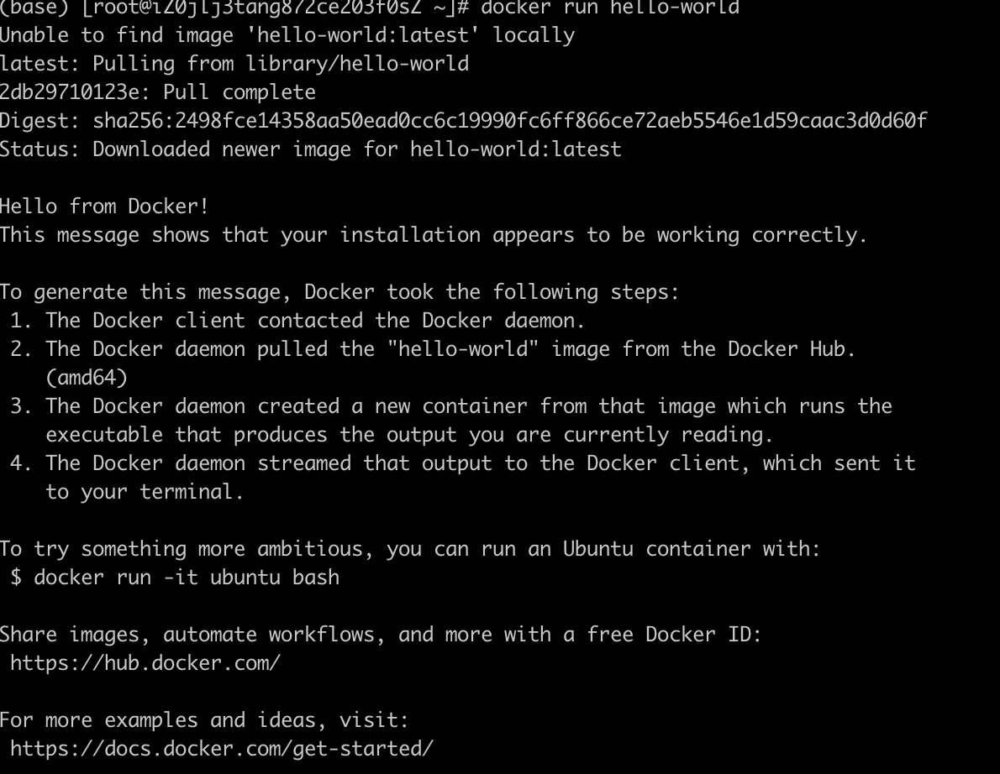 (base) [root@iZ0jlj3tang872ce203f0sZ ~]# docker run hello-world
Unable to find image 'hello-world:latest' locally
latest: Pulling from library/hello-world
2db29710123e: Pull complete
Digest: sha256:2498fce14358aa50ead0cc6c19990fc6ff866ce72aeb5546e1d59caac3d0d60f
Status: Downloaded newer image for hello-world:latest

Hello from Docker!
This message shows that your installation appears to be working correctly.

To generate this message, Docker took the following steps:
 1. The Docker client contacted the Docker daemon.
 2. The Docker daemon pulled the "hello-world" image from the Docker Hub.
    (amd64)
 3. The Docker daemon created a new container from that image which runs the
    executable that produces the output you are currently reading.
 4. The Docker daemon streamed that output to the Docker client, which sent it
    to your terminal.

To try something more ambitious, you can run an Ubuntu container with:
 $ docker run -it ubuntu bash

Share images, automate workflows, and more with a free Docker ID:
 https://hub.docker.com/

For more examples and ideas, visit:
 https://docs.docker.com/get-started/